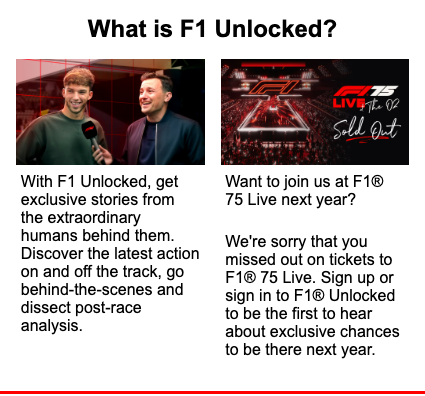 What is F1 Unlocked?
F1 75
LIVE At The O2
Sold Out
With F1 Unlocked, get
exclusive stories from
the extraordinary
humans behind them.
Discover the latest action
on and off the track, go
behind-the-scenes and
dissect post-race
analysis.
Want to join us at F1®
75 Live next year?
We're sorry that you
missed out on tickets to
F1® 75 Live. Sign up or
sign in to F1® Unlocked
to be the first to hear
about exclusive chances
to be there next year.